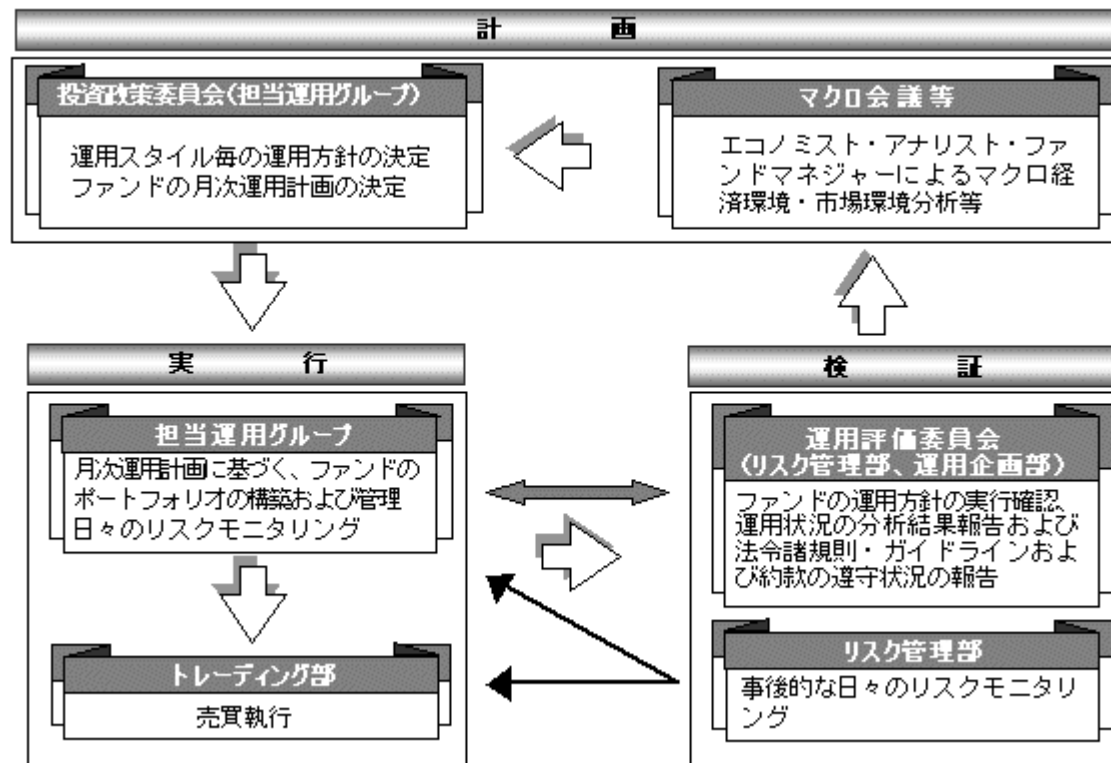 計 画
投資政策委員会(担当運用グループ)
運用スタイル毎の運用方針の決定
ファンドの月次運用計画の決定
マクロ会議等
エコノミスト・アナリスト・ファ
ンドマネジャーによるマクロ経
済環境・市場環境分析等
実 行
担当運用グループ
月次運用計画に基づく、ファンドの
ポートフォリオの構築および管理
日々のリスクモニタリング
トレーディング部
売買執行
検 証
運用評価委員会
(リスク管理部、運用企画部)
ファンドの運用方針の実行確認、
運用状況の分析結果報告および
法令諸規則・ガイドラインおよ
び約款の遵守状況の報告
リスク管理部
事後的な日々のリスクモニタリ
ング